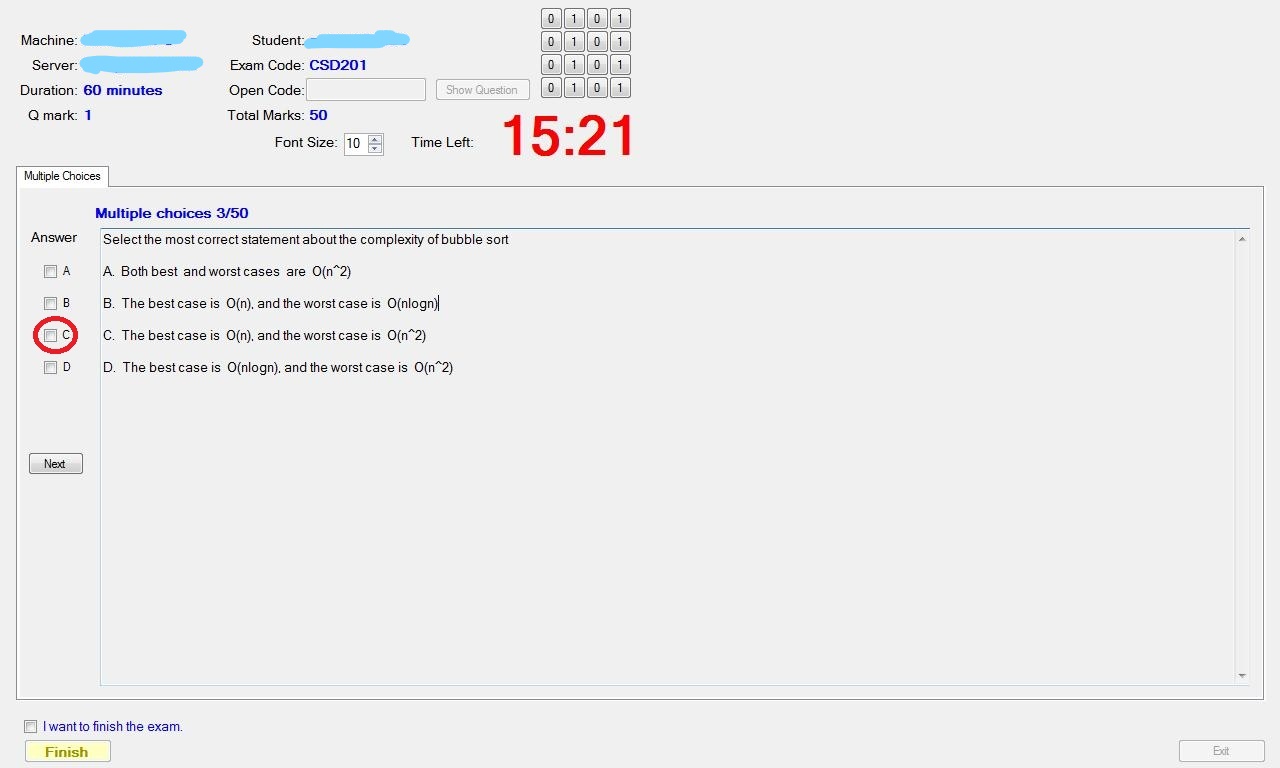 0 1 0 1
Machine: Student:
0 1 0 1
Server: Exam Code: CSD201
0 1 0 1
Duration: 60 minutes Open Code: Show Question
0 1 0 1
Q mark: 1 Total Marks: 50
Font Size: 10 Time Left: 15:21
Multiple Choices
Multiple choices 3/50
Answer
Select the most correct statement about the complexity of bubble sort
A A. Both best and worst cases are O(n^2)
B B. The best case is O(n), and the worst case is O(nlogn)
C C. The best case is O(n), and the worst case is O(n^2)
D D. The best case is O(nlogn), and the worst case is O(n^2)
Next
I want to finish the exam.
Finish Exit